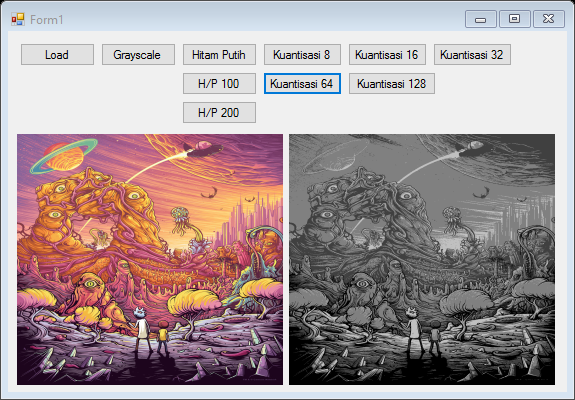 Form1
Load Grayscale Hitam Putih Kuantisasi 8 Kuantisasi 16 Kuantisasi 32
H/P 100 Kuantisasi 64 Kuantisasi 128
H/P 200